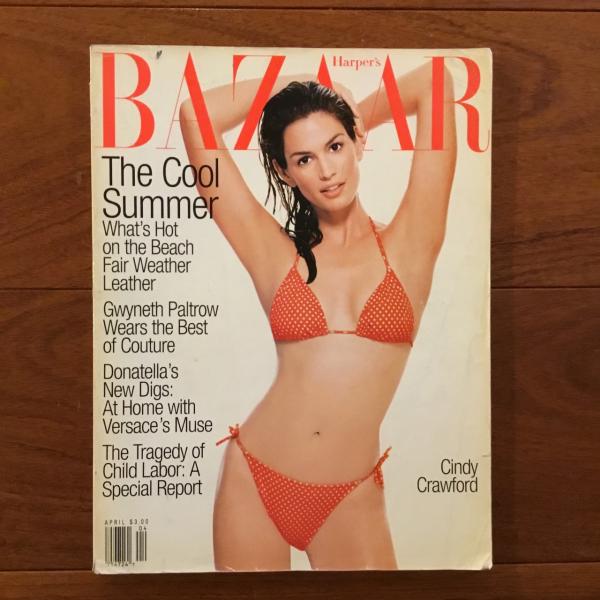 Harper's
BAZAAR
The Cool
Summer
What's Hot
on the Beach
Fair Weather
Leather
Gwyneth Paltrow
Wears the Best
of Couture
Donatella's
New Digs:
At Home with
Versace's Muse
The Tragedy of
Child Labor: A
Special Report
Cindy
Crawford
APRIL $3.00
04